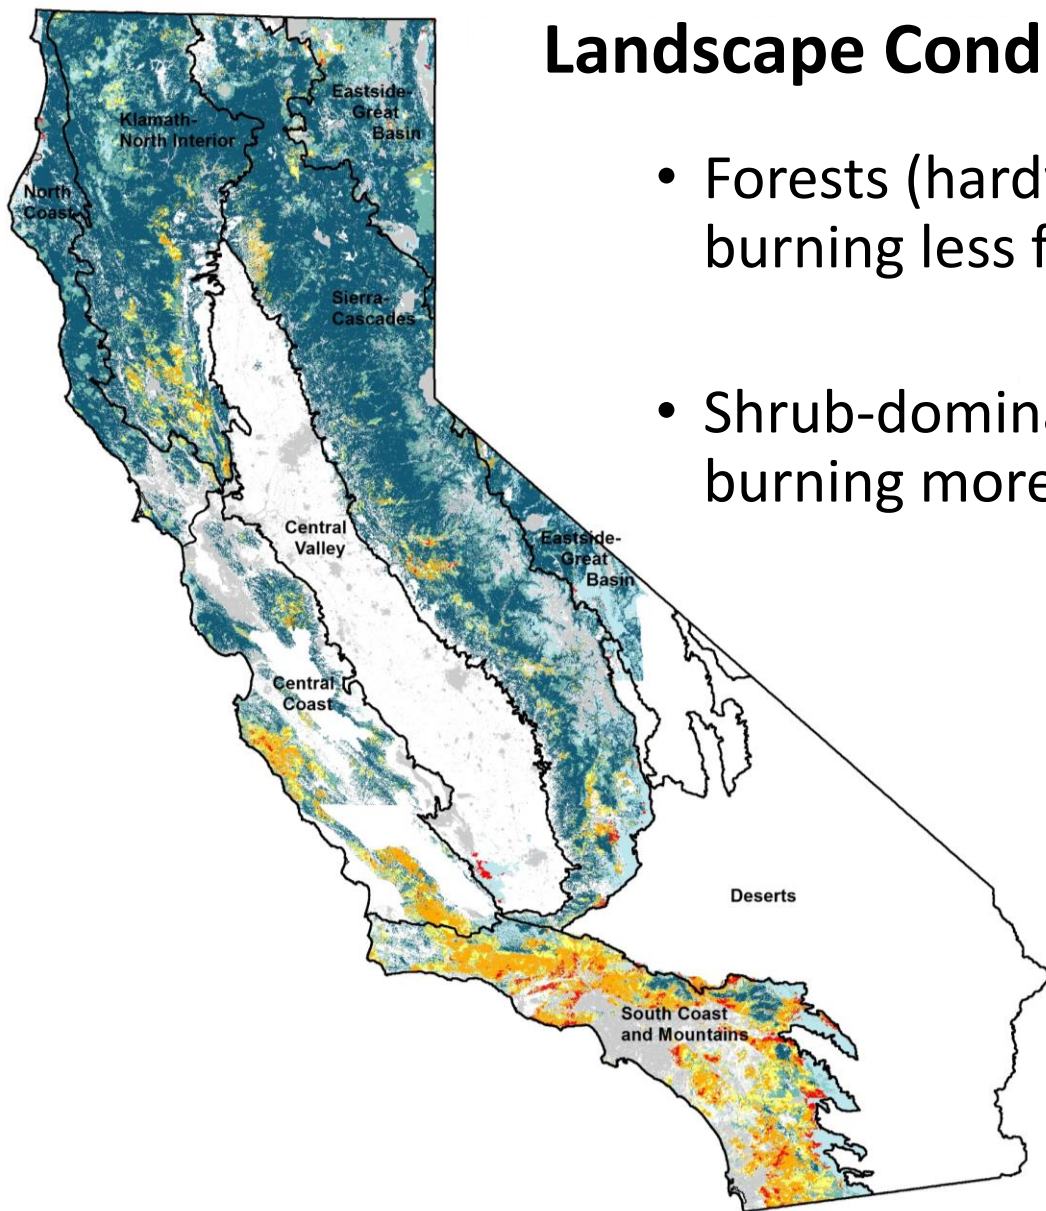 Landscape Cond
• Forests (hard
burning less f
• Shrub-domina
burning more
Eastside-
Great
Basin
Klamath-
North Interior
North
Coast
Sierra-
Cascades
Central
Valley
Eastside-
Great
Basin
Central
Coast
Deserts
South Coast
and Mountains